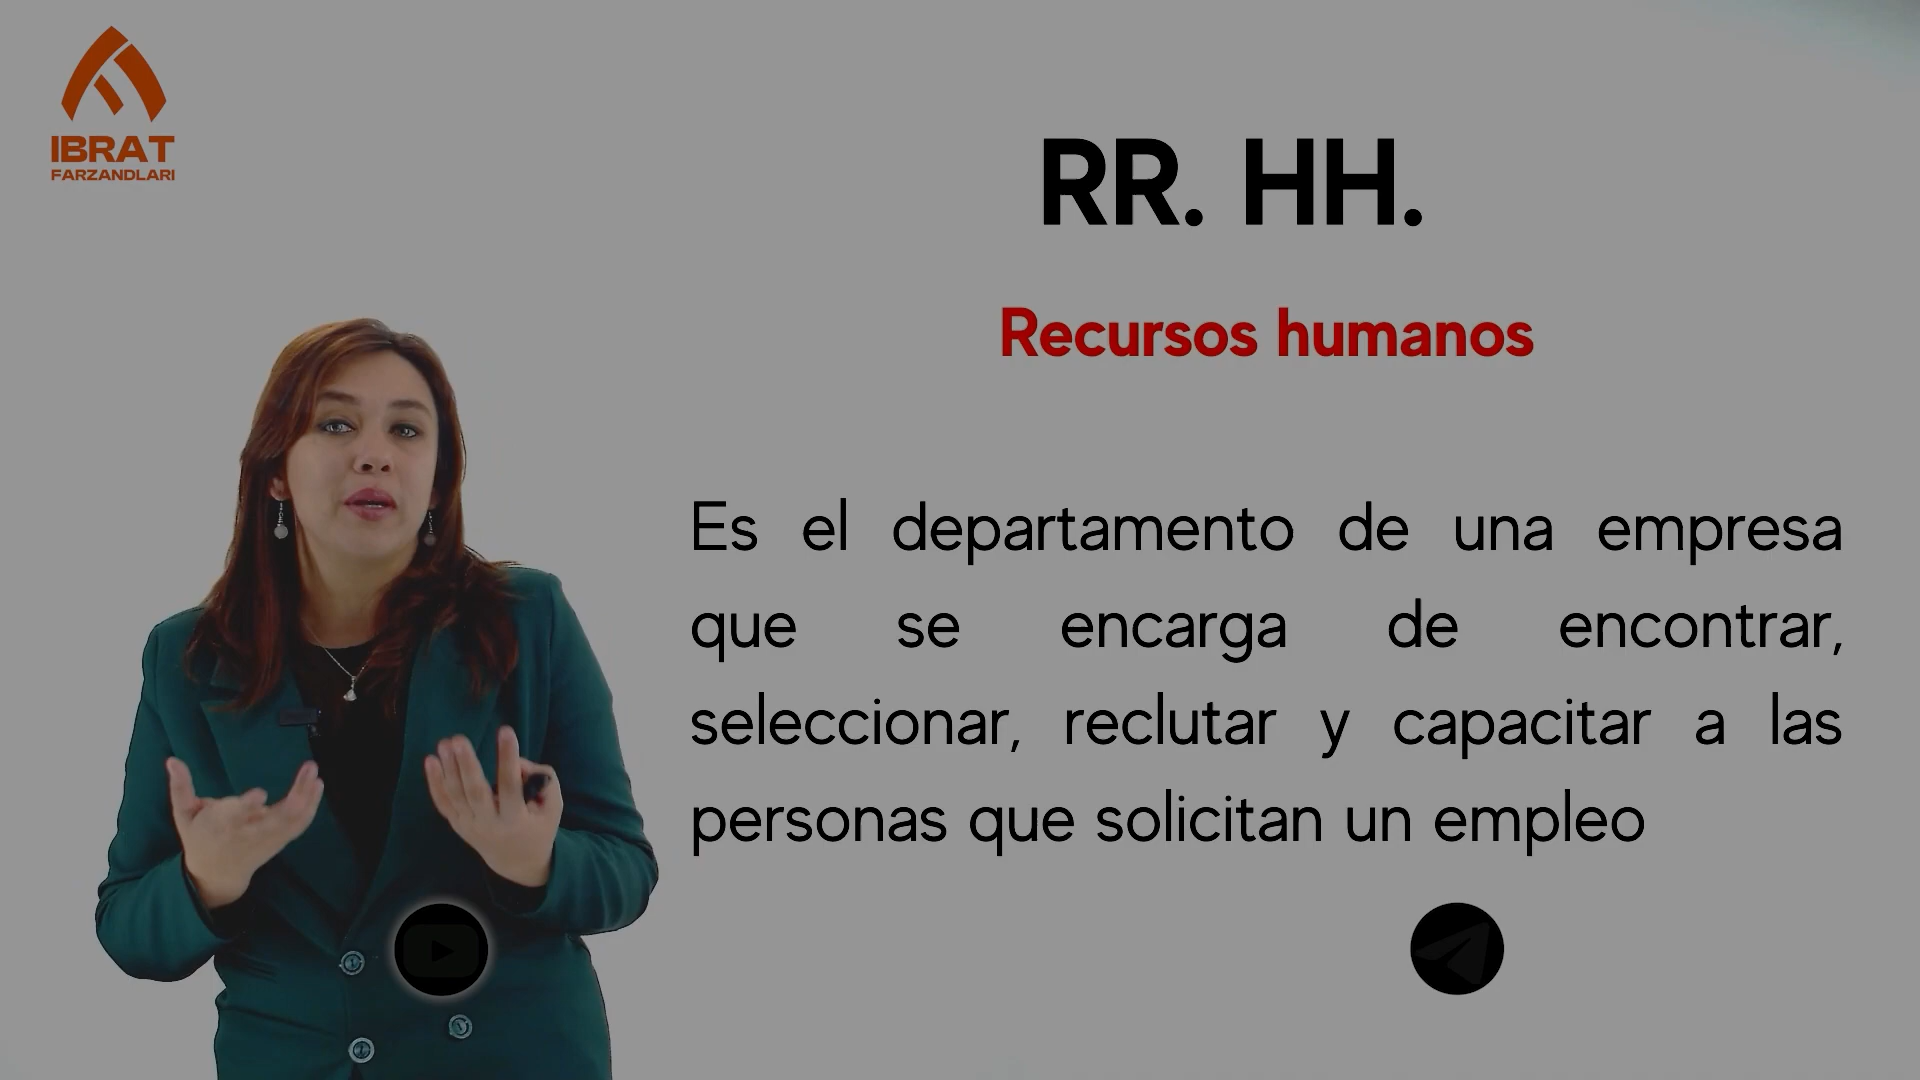 IBRAT
FARZANDLARI
RR. HH.
Recursos humanos
Es el departamento de una empresa
que se encarga de encontrar,
seleccionar, reclutar y capacitar a las
personas que solicitan un empleo